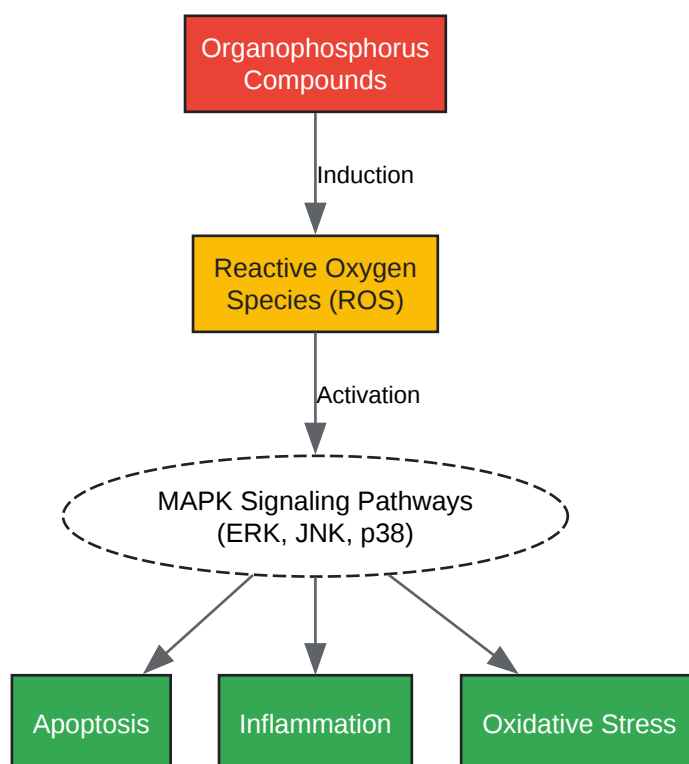 Organophosphorus
Compounds
Induction
Reactive Oxygen
Species (ROS)
Activation
MAPK Signaling Pathways
(ERK, JNK, p38)
Apoptosis
Inflammation
Oxidative Stress